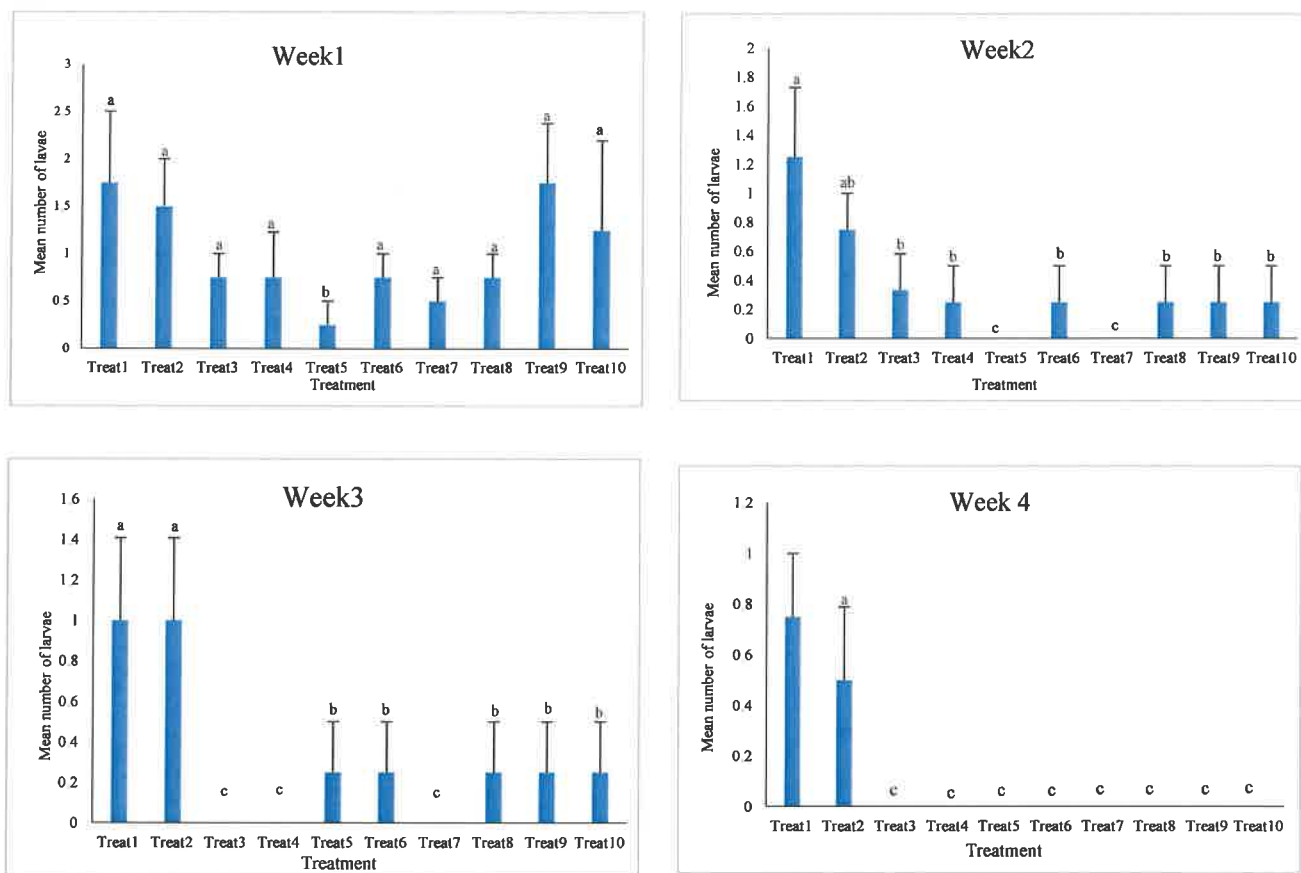 Week1
3
2 5
2
1 5
1
0 5
0
Mean number of lavae
a
a
a
a
b
a
a
a
a
a
Treat1 Treat2 Treat3 Treat4 Treat5 Treat6 Treat7 Treat8 Treat9 Treat10
Treatment
Week2
2
1.8
1.6
1.4
1.2
1
0.8
0.6
0.4
0.2
0
Mean number of larvae
a
ab
b
b
c
b
c
b
b
b
Treat1 Treat2 Treat3 Treat4 Treat5 Treat6 Treat7 Treat8 Treat9 Treat10
Treatment
Week3
1 6
1 4
1 2
1
0 8
0 6
0 4
0 2
0
Mean number of larvae
a
a
c
c
b
b
c
b
b
b
Treat1 Treat2 Treat3 Treat4 Treat5 Treat6 Treat7 Treat8 Treat9 Treat10
Treatment
Week 4
1 2
1
0.8
0.6
0.4
0.2
0
Mean number of larvae
a
c
c
c
c
c
c
c
c
Treat1 Treat2 Treat3 Treat4 Treat5 Treat6 Treat7 Treat8 Treat9 Treat10
Treatment